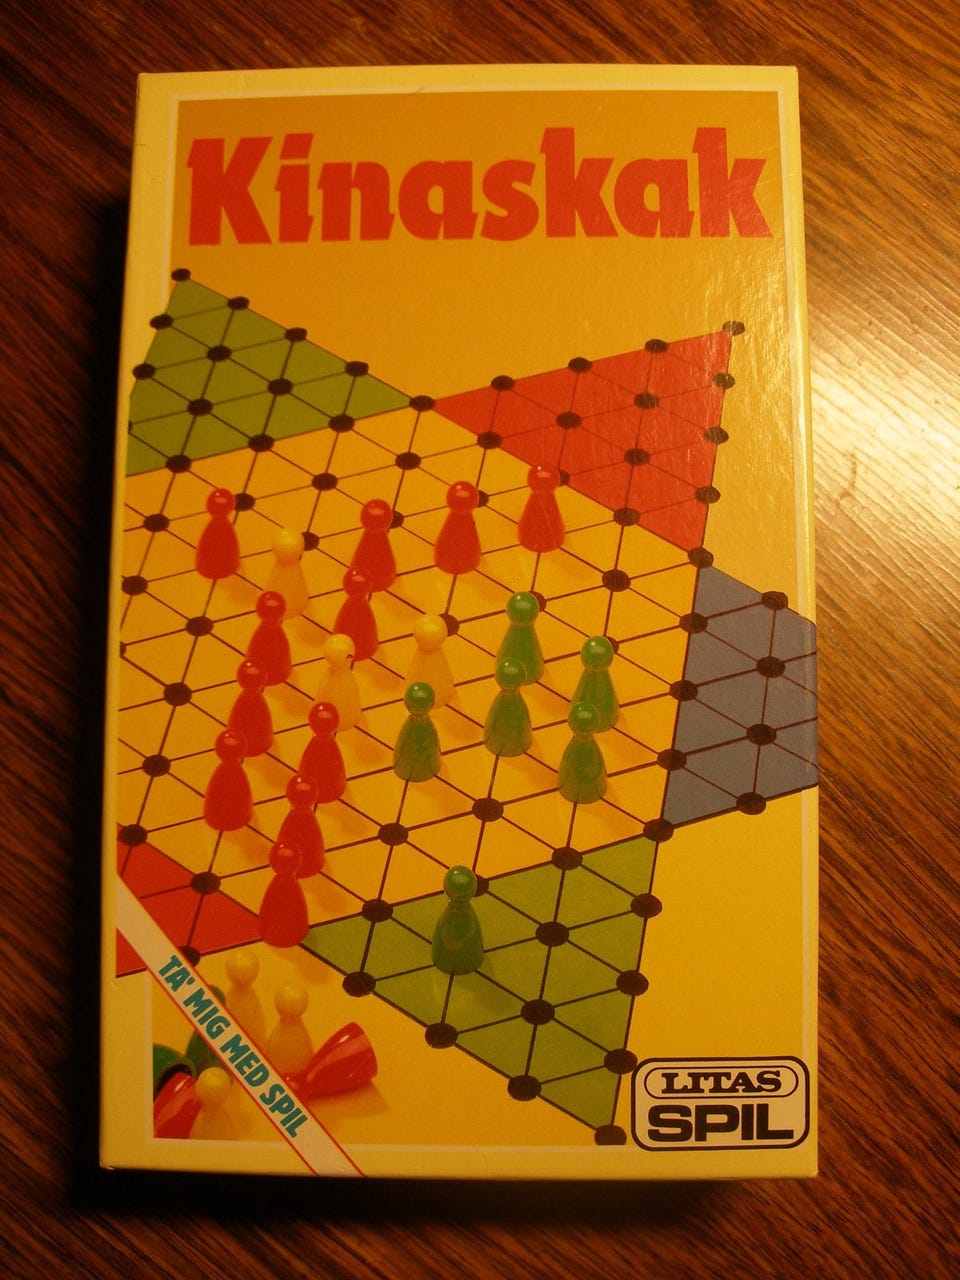 Kinaskak
TA' MIG MED SPIL
LITAS
SPIL